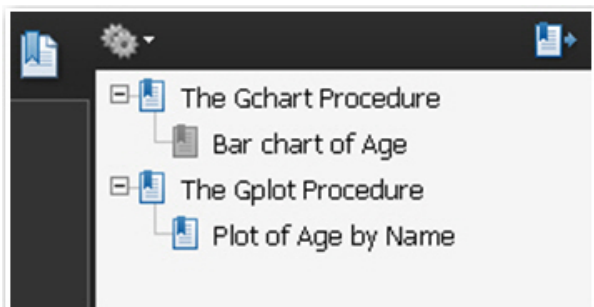 The Gchart Procedure
Bar chart of Age
The Gplot Procedure
Plot of Age by Name